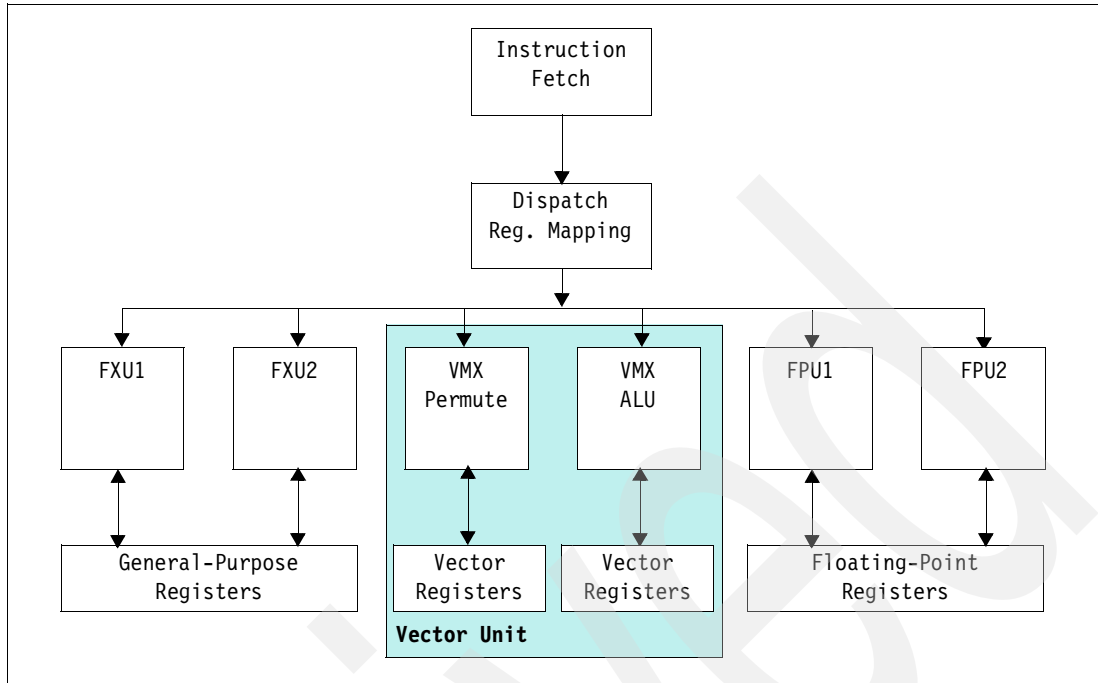 Instruction
Fetch
Dispatch
Reg. Mapping
FXU1
FXU2
VMX
Permute
VMX
ALU
FPU1
FPU2
General-Purpose
Registers
Vector
Registers
Vector
Registers
Floating-Point
Registers
Vector Unit